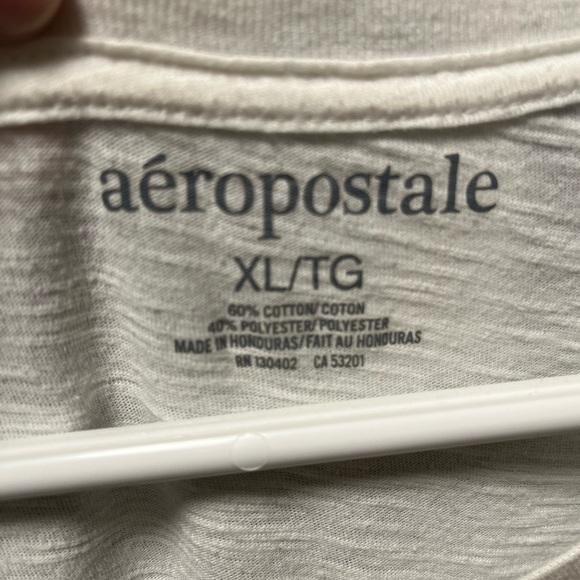 aéropostale
XL/TG
60% COTTON/COTON
40% POLYESTER/POLYESTER
MADE IN HONDURAS/FAIT AU HONDURAS
RN 130402 CA 53201